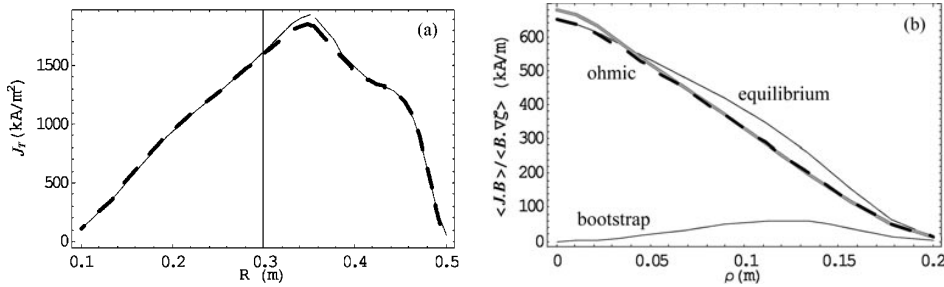 (a)
1500
1000
500
0
J_T (kA/m²)
0.1 0.2 0.3 0.4 0.5
R (m)
(b)
600
500
400
300
200
100
0
<J.B>/<B.∇ζ> (kA/m)
ohmic
equilibrium
bootstrap
0 0.05 0.1 0.15 0.2
ρ (m)